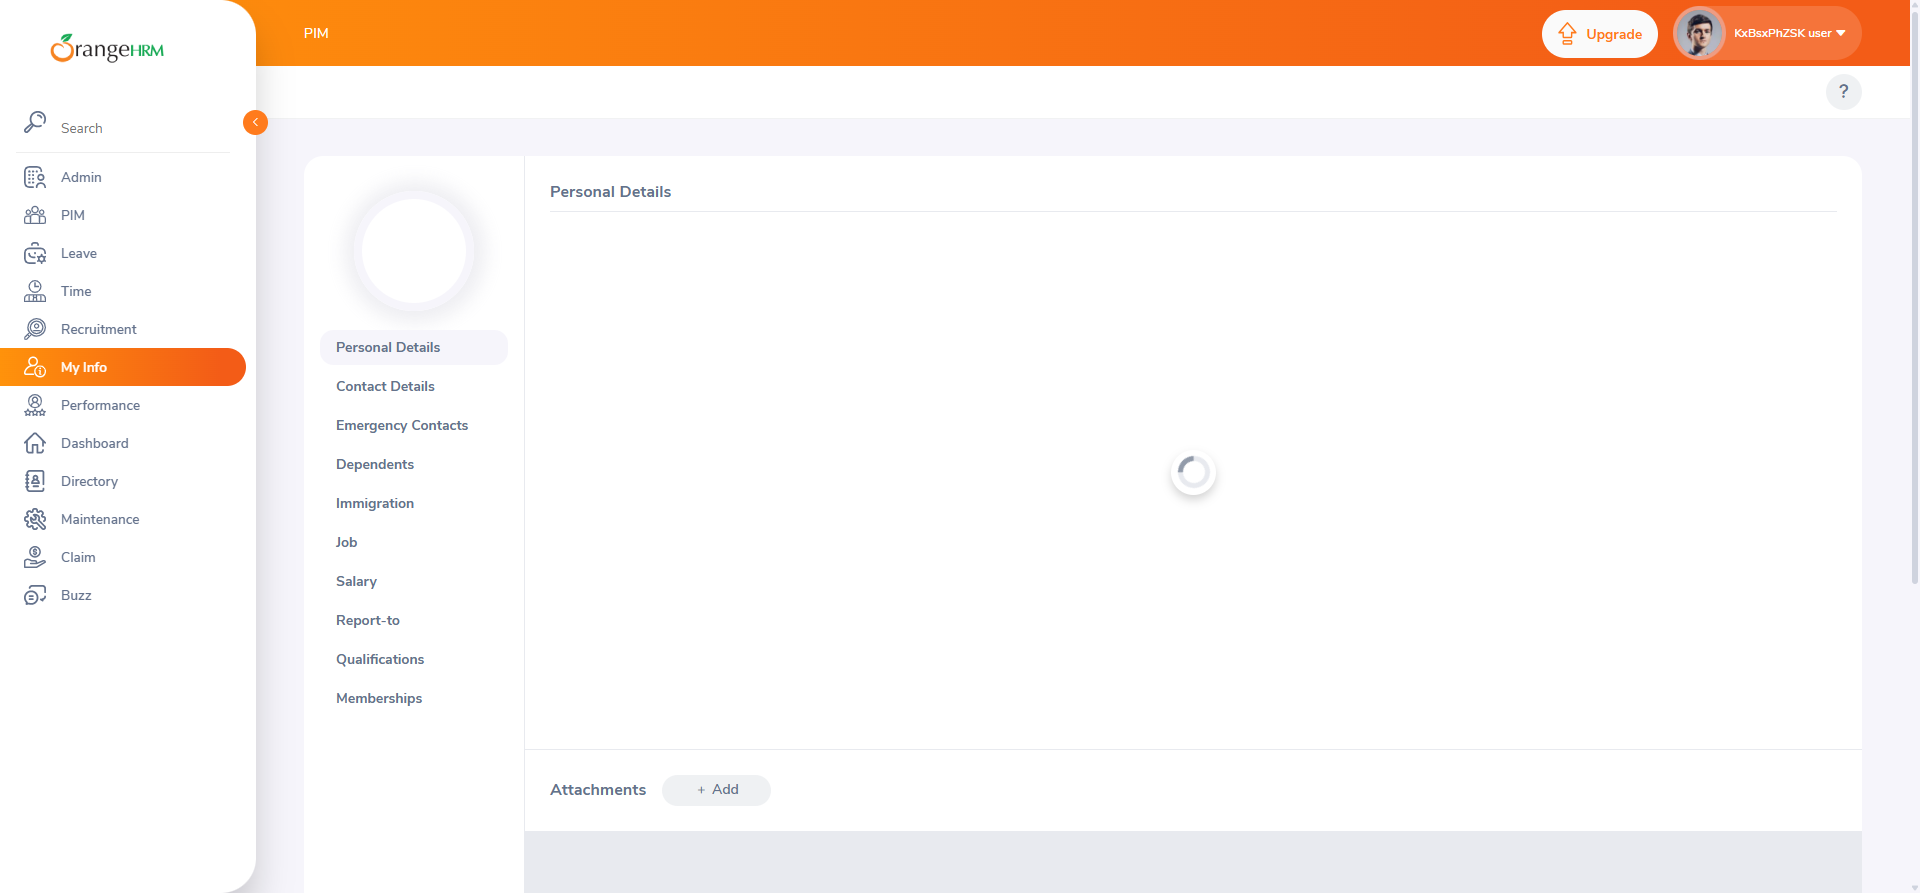 OrangeHRM
PIM
Upgrade
KxBsxPhZSK user
?
Search
Admin
PIM
Leave
Time
Recruitment
My Info
Performance
Dashboard
Directory
Maintenance
Claim
Buzz
Personal Details
Contact Details
Emergency Contacts
Dependents
Immigration
Job
Salary
Report-to
Qualifications
Memberships
Personal Details
Attachments
+ Add